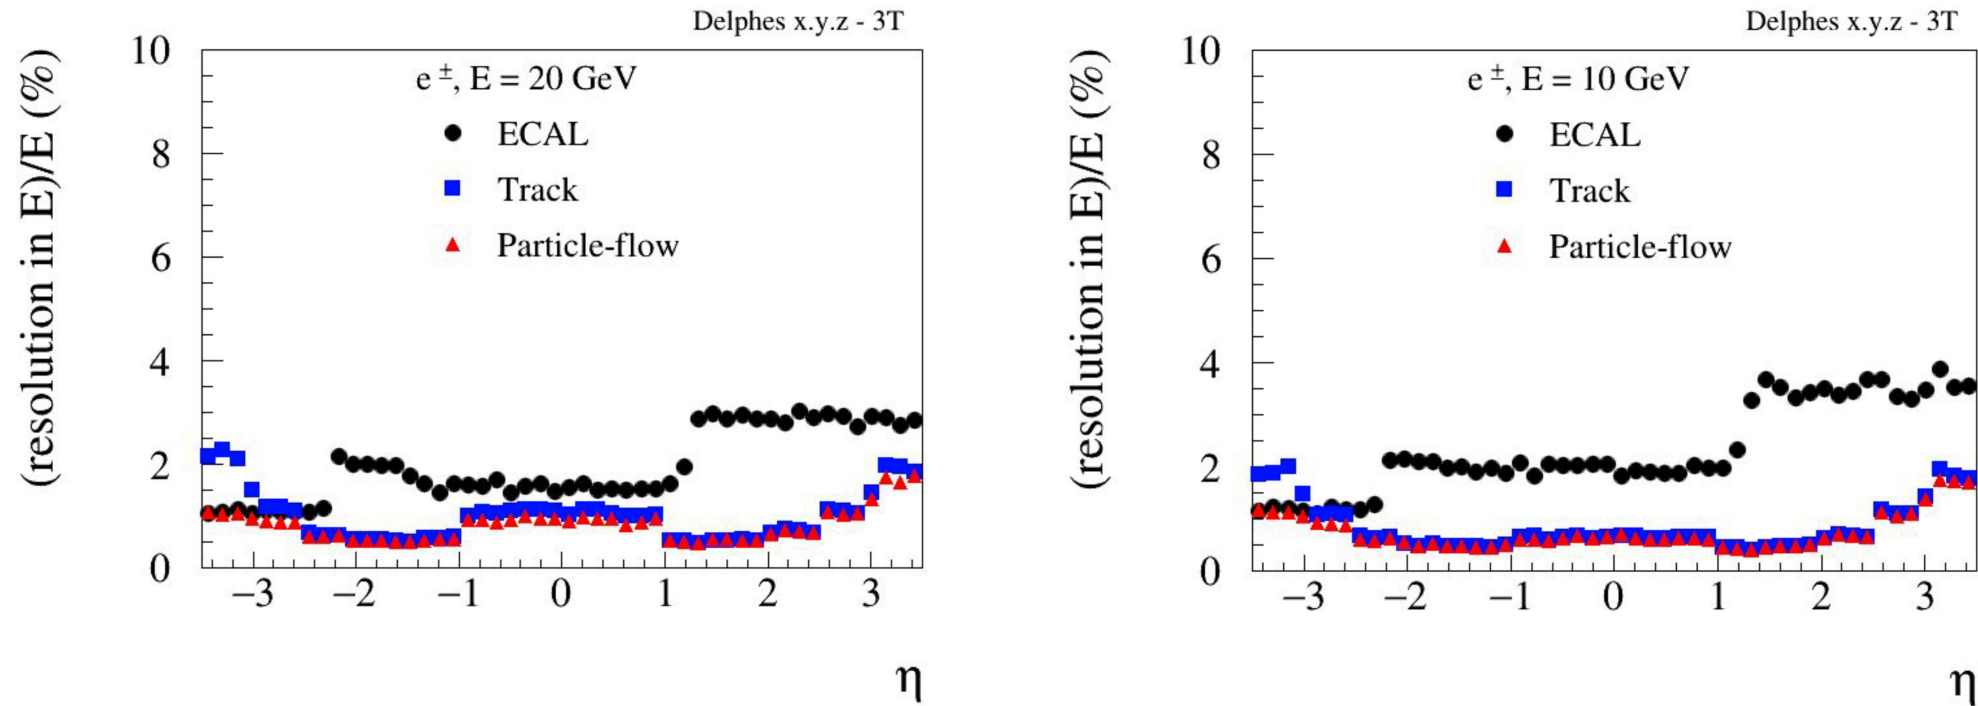 Delphes x.y.z - 3T
(resolution in E)/E (%)
10
8
6
4
2
0
e ±, E = 20 GeV
ECAL
Track
Particle-flow
−3 −2 −1 0 1 2 3
η
Delphes x.y.z - 3T
(resolution in E)/E (%)
10
8
6
4
2
0
e ±, E = 10 GeV
ECAL
Track
Particle-flow
−3 −2 −1 0 1 2 3
η